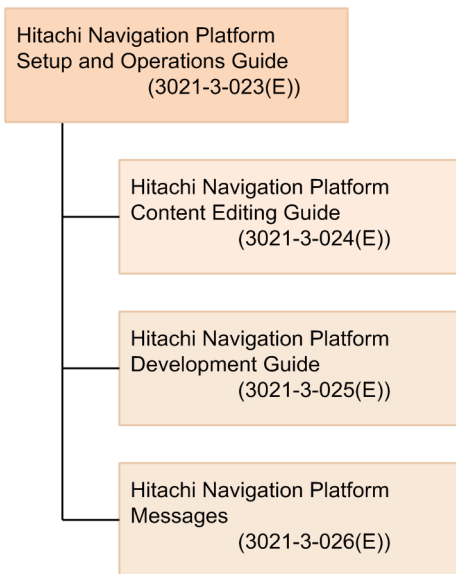 Hitachi Navigation Platform
Setup and Operations Guide
(3021-3-023(E))
Hitachi Navigation Platform
Content Editing Guide
(3021-3-024(E))
Hitachi Navigation Platform
Development Guide
(3021-3-025(E))
Hitachi Navigation Platform
Messages
(3021-3-026(E))